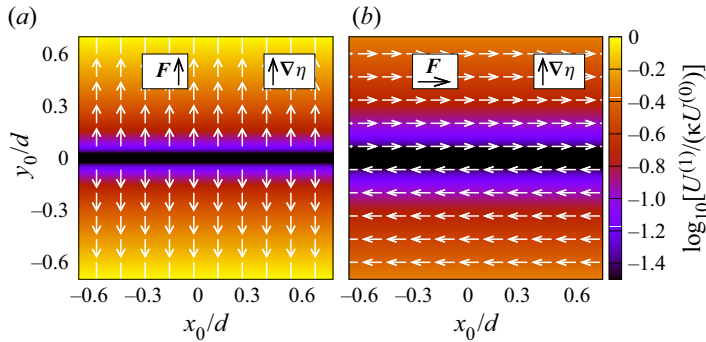 (a)
(b)
0.6
0.3
0
–0.3
–0.6
y₀/d
F
∇η
F
∇η
–0.6
–0.3
0
0.3
0.6
x₀/d
–0.6
–0.3
0
0.3
0.6
x₀/d
0
–0.2
–0.4
–0.6
–0.8
–1.0
–1.2
–1.4
log₁₀[U⁽¹⁾/(κU⁽⁰⁾)]